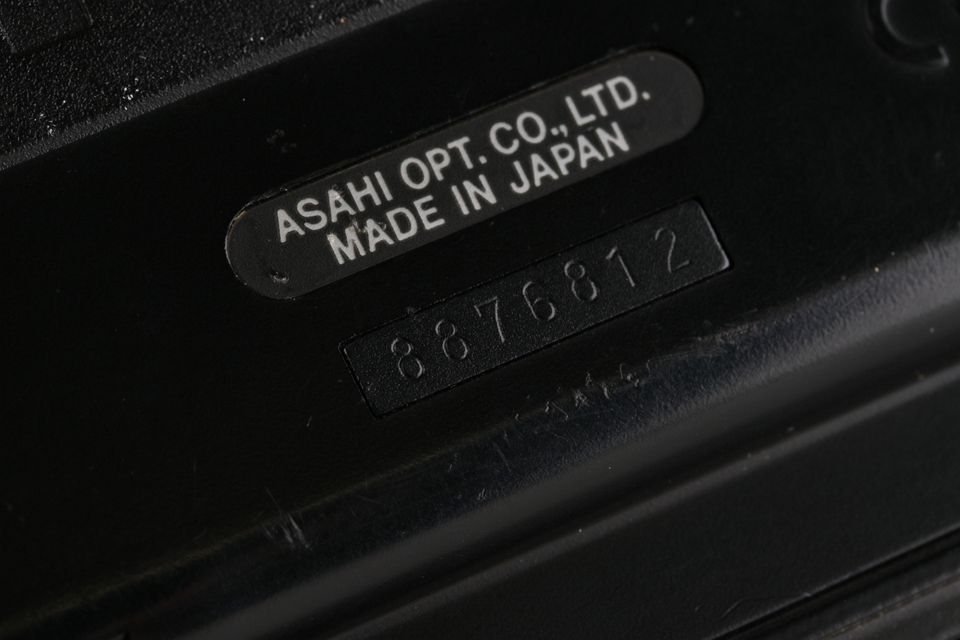 ASAHI OPT. CO., LTD.
MADE IN JAPAN
8876812